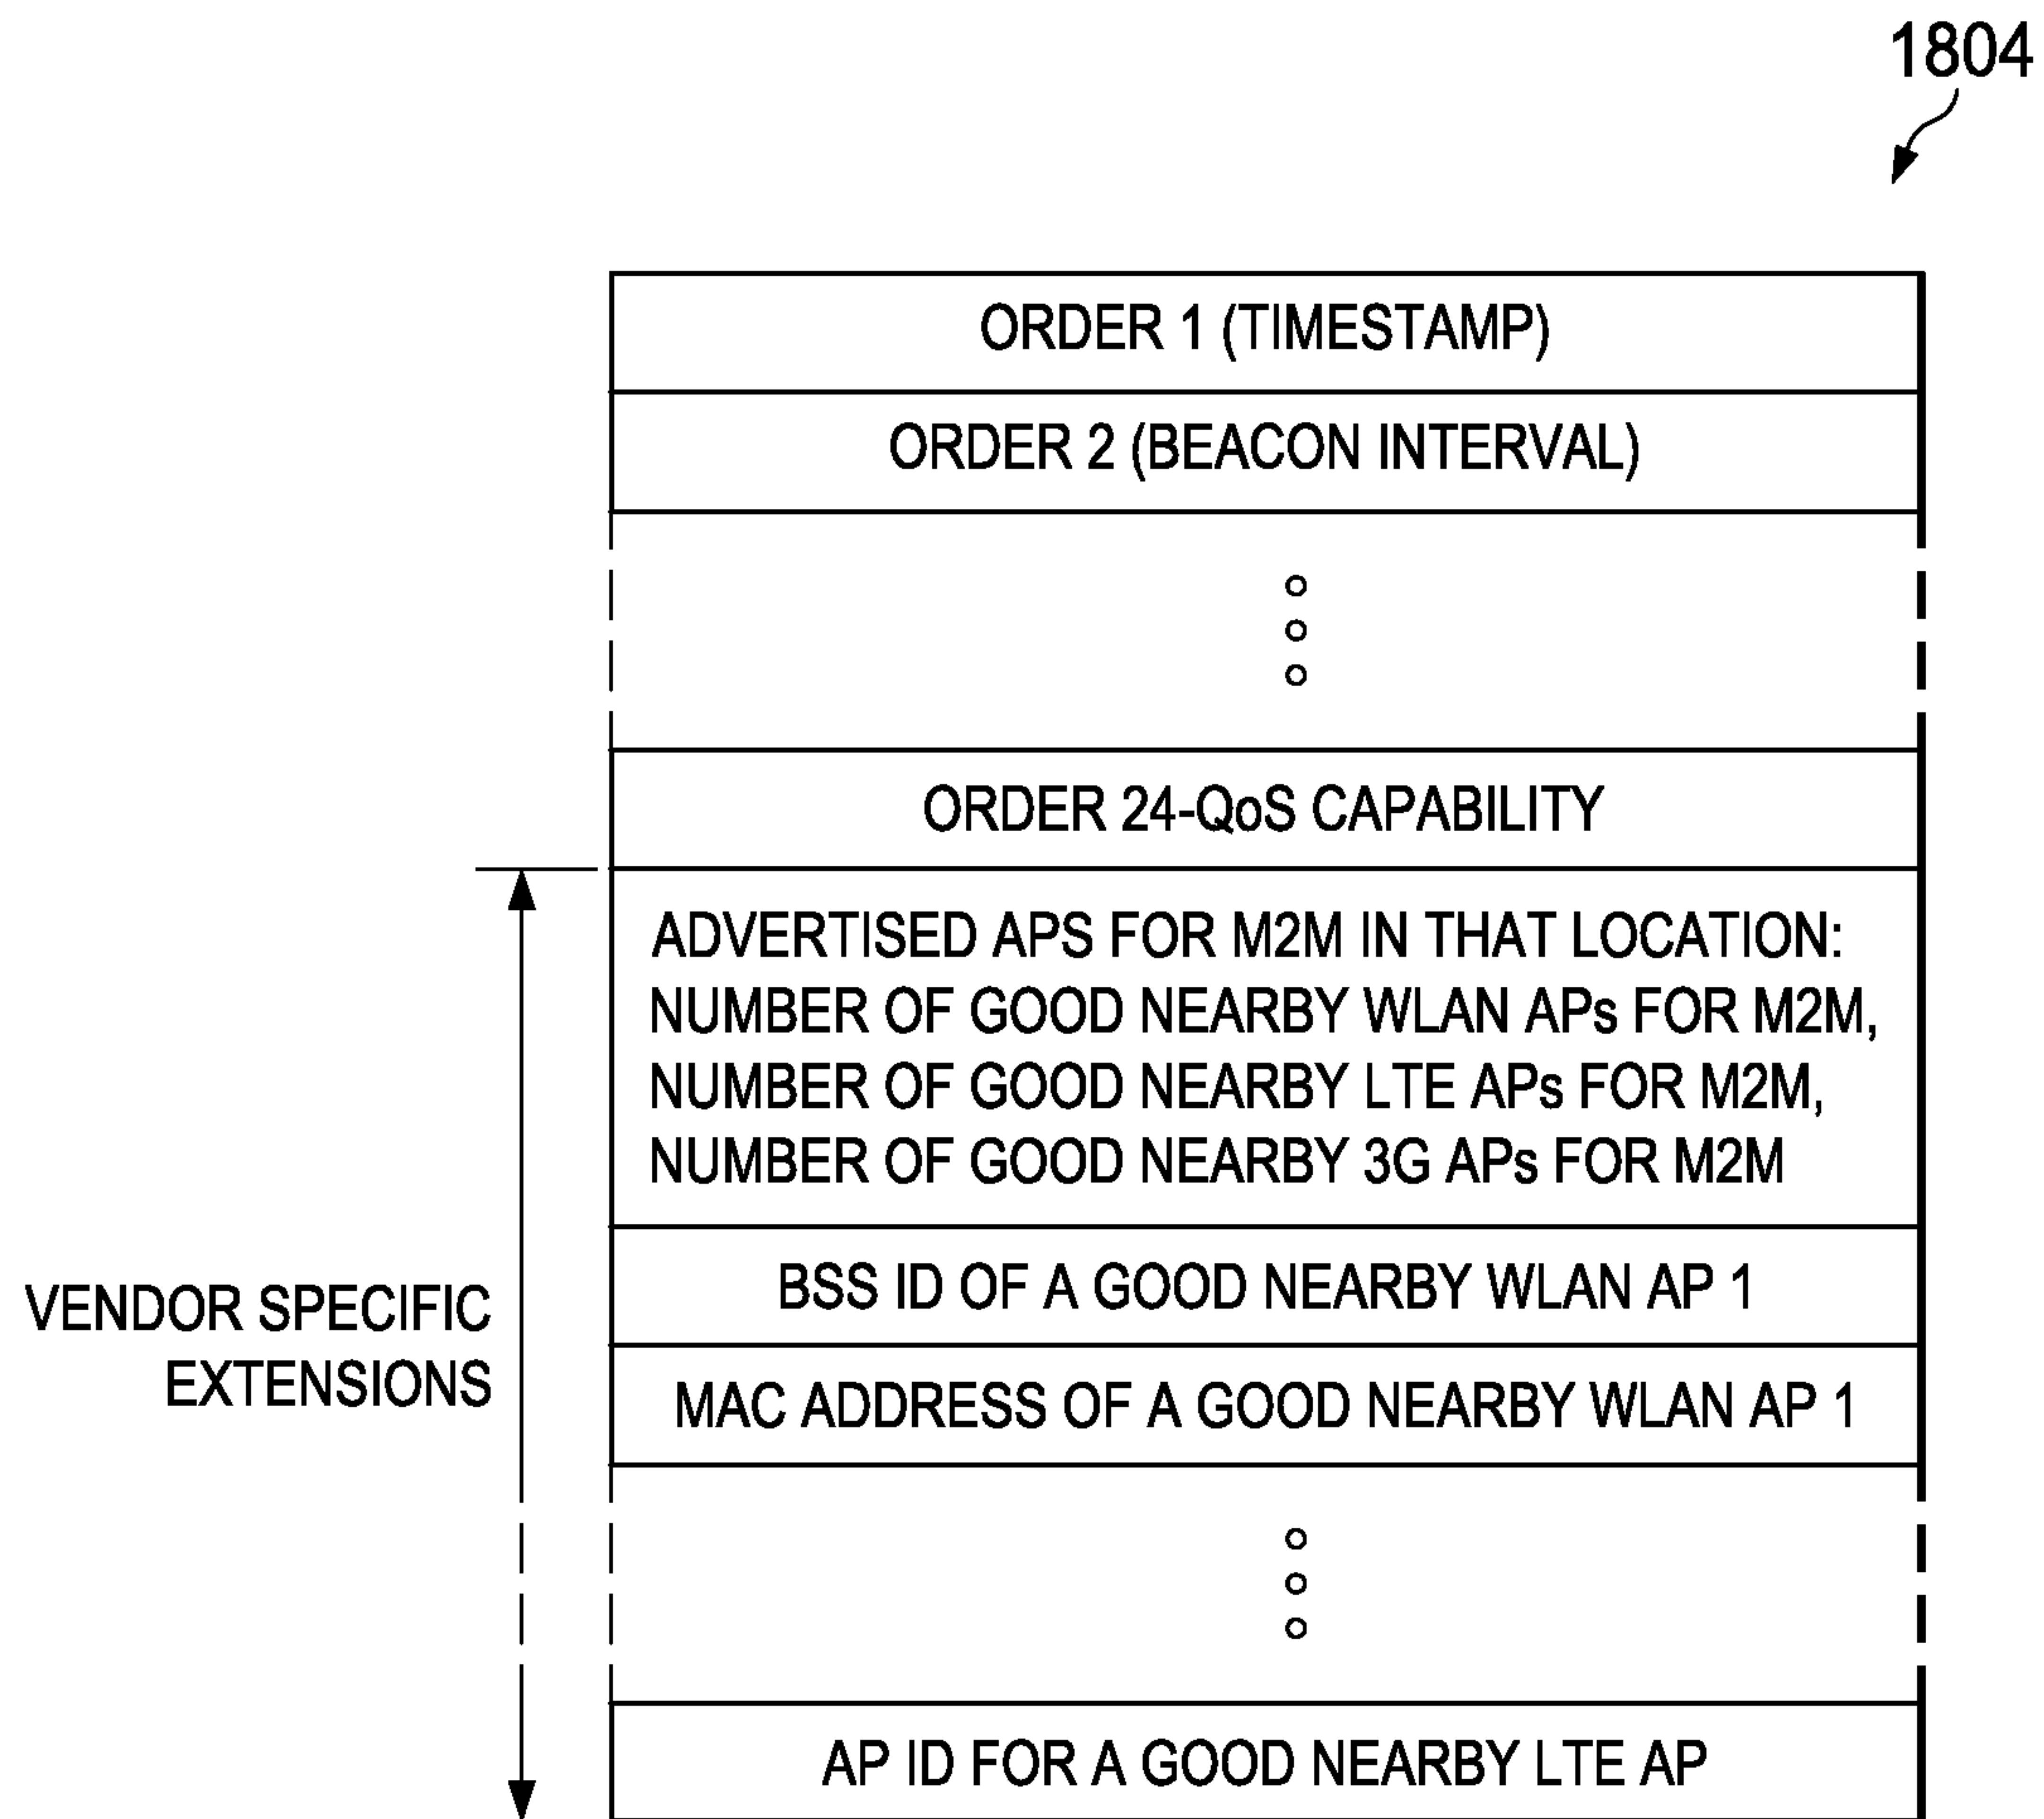 1804
ORDER 1 (TIMESTAMP)
ORDER 2 (BEACON INTERVAL)
ORDER 24-QoS CAPABILITY
ADVERTISED APS FOR M2M IN THAT LOCATION:
NUMBER OF GOOD NEARBY WLAN APs FOR M2M,
NUMBER OF GOOD NEARBY LTE APs FOR M2M,
NUMBER OF GOOD NEARBY 3G APs FOR M2M
BSS ID OF A GOOD NEARBY WLAN AP 1
VENDOR SPECIFIC
EXTENSIONS
MAC ADDRESS OF A GOOD NEARBY WLAN AP 1
AP ID FOR A GOOD NEARBY LTE AP